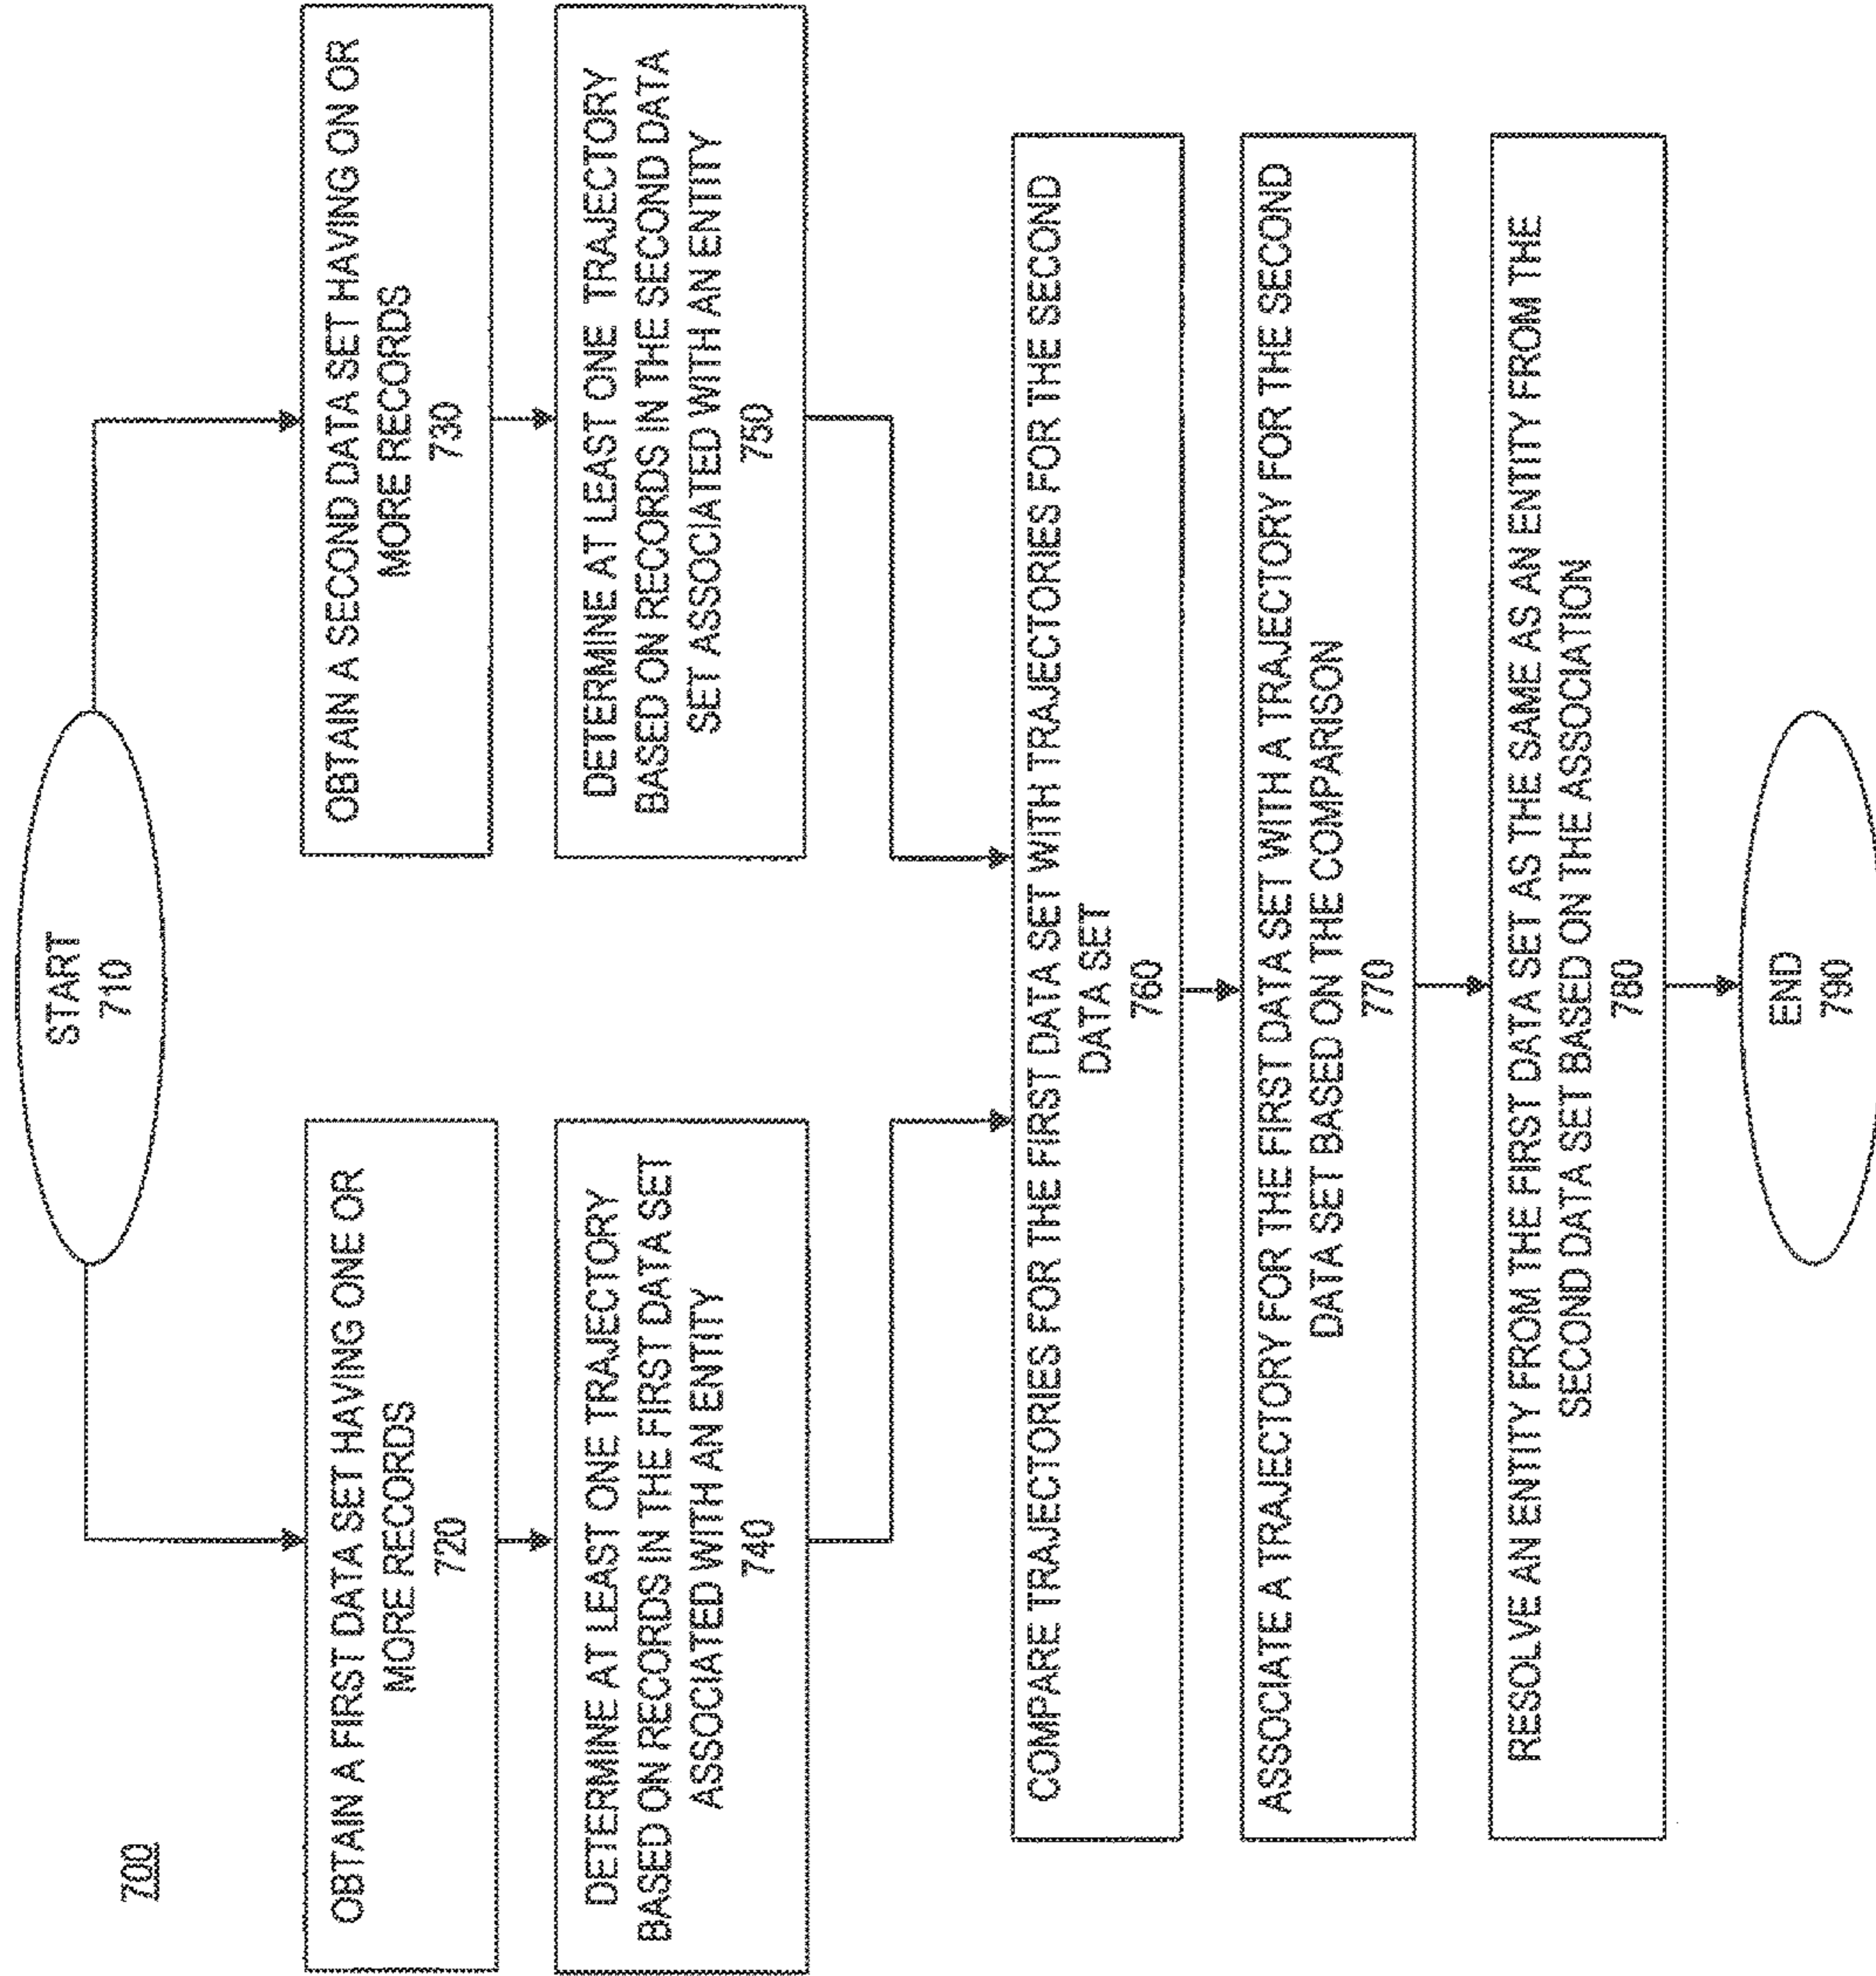 700
START
710
OBTAIN A FIRST DATA SET HAVING ONE OR
MORE RECORDS
720
OBTAIN A SECOND DATA SET HAVING ON OR
MORE RECORDS
730
DETERMINE AT LEAST ONE TRAJECTORY
BASED ON RECORDS IN THE FIRST DATA SET
ASSOCIATED WITH AN ENTITY
740
DETERMINE AT LEAST ONE TRAJECTORY
BASED ON RECORDS IN THE SECOND DATA
SET ASSOCIATED WITH AN ENTITY
750
COMPARE TRAJECTORIES FOR THE FIRST DATA SET WITH TRAJECTORIES FOR THE SECOND
DATA SET
760
ASSOCIATE A TRAJECTORY FOR THE FIRST DATA SET WITH A TRAJECTORY FOR THE SECOND
DATA SET BASED ON THE COMPARISON
770
RESOLVE AN ENTITY FROM THE FIRST DATA SET AS THE SAME AS AN ENTITY FROM THE
SECOND DATA SET BASED ON THE ASSOCIATION
780
END
790